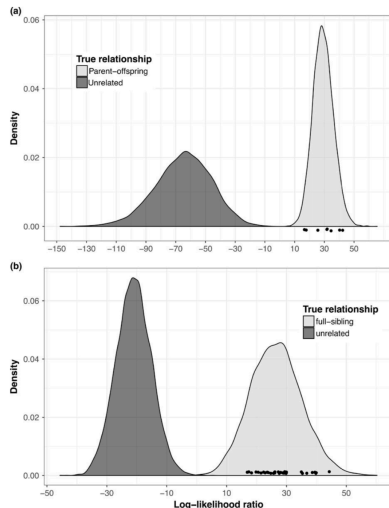 (a)
0.06
True relationship
Parent-offspring
Unrelated
0.04
Density
0.02
0.00
−150 −130 −110 −90 −70 −50 −30 −10 10 30 50
(b)
True relationship
full-sibling
unrelated
0.06
0.04
Density
0.02
0.00
−50 −30 −10 10 30 50
Log−likelihood ratio